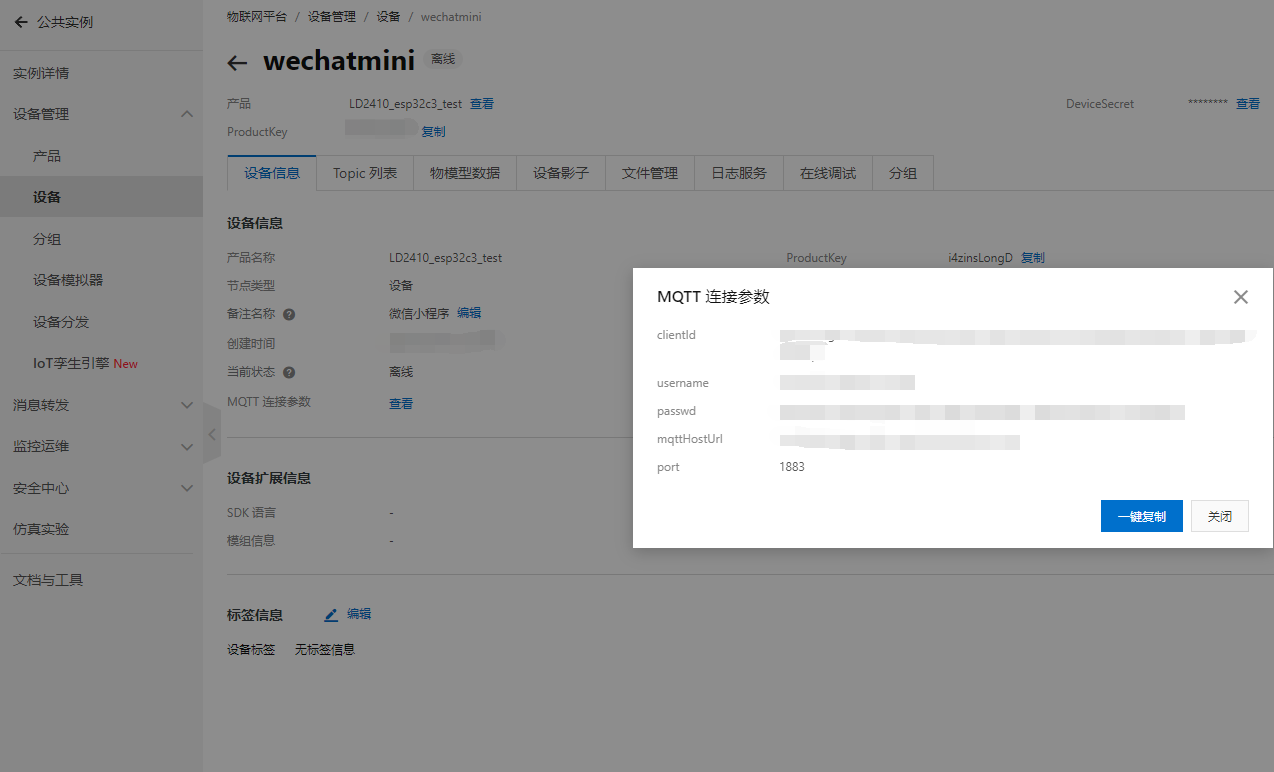 公共实例
实例详情
设备管理
产品
设备
分组
设备模拟器
设备分发
IoT孪生引擎 New
消息转发
监控运维
安全中心
仿真实验
文档与工具
物联网平台 / 设备管理 / 设备 / wechatmini
wechatmini 离线
产品 LD2410_esp32c3_test 查看
DeviceSecret ******** 查看
ProductKey 复制
设备信息 Topic 列表 物模型数据 设备影子 文件管理 日志服务 在线调试 分组
设备信息
产品名称 LD2410_esp32c3_test
ProductKey i4zinsLongD 复制
节点类型 设备
备注名称 ? 微信小程序 编辑
创建时间
当前状态 ? 离线
MQTT 连接参数 查看
设备扩展信息
SDK 语言 -
模组信息 -
标签信息 编辑
设备标签 无标签信息
MQTT 连接参数
clientId
username
passwd
mqttHostUrl
port 1883
一键复制 关闭